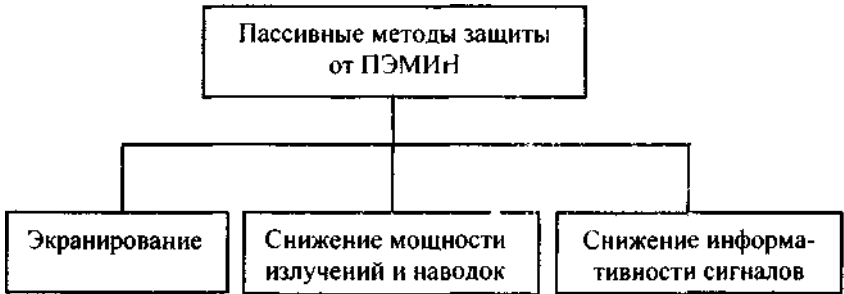 Пассивные методы защиты
от ПЭМИН
Экранирование
Снижение мощности
излучений и наводок
Снижение информа-
тивности сигналов